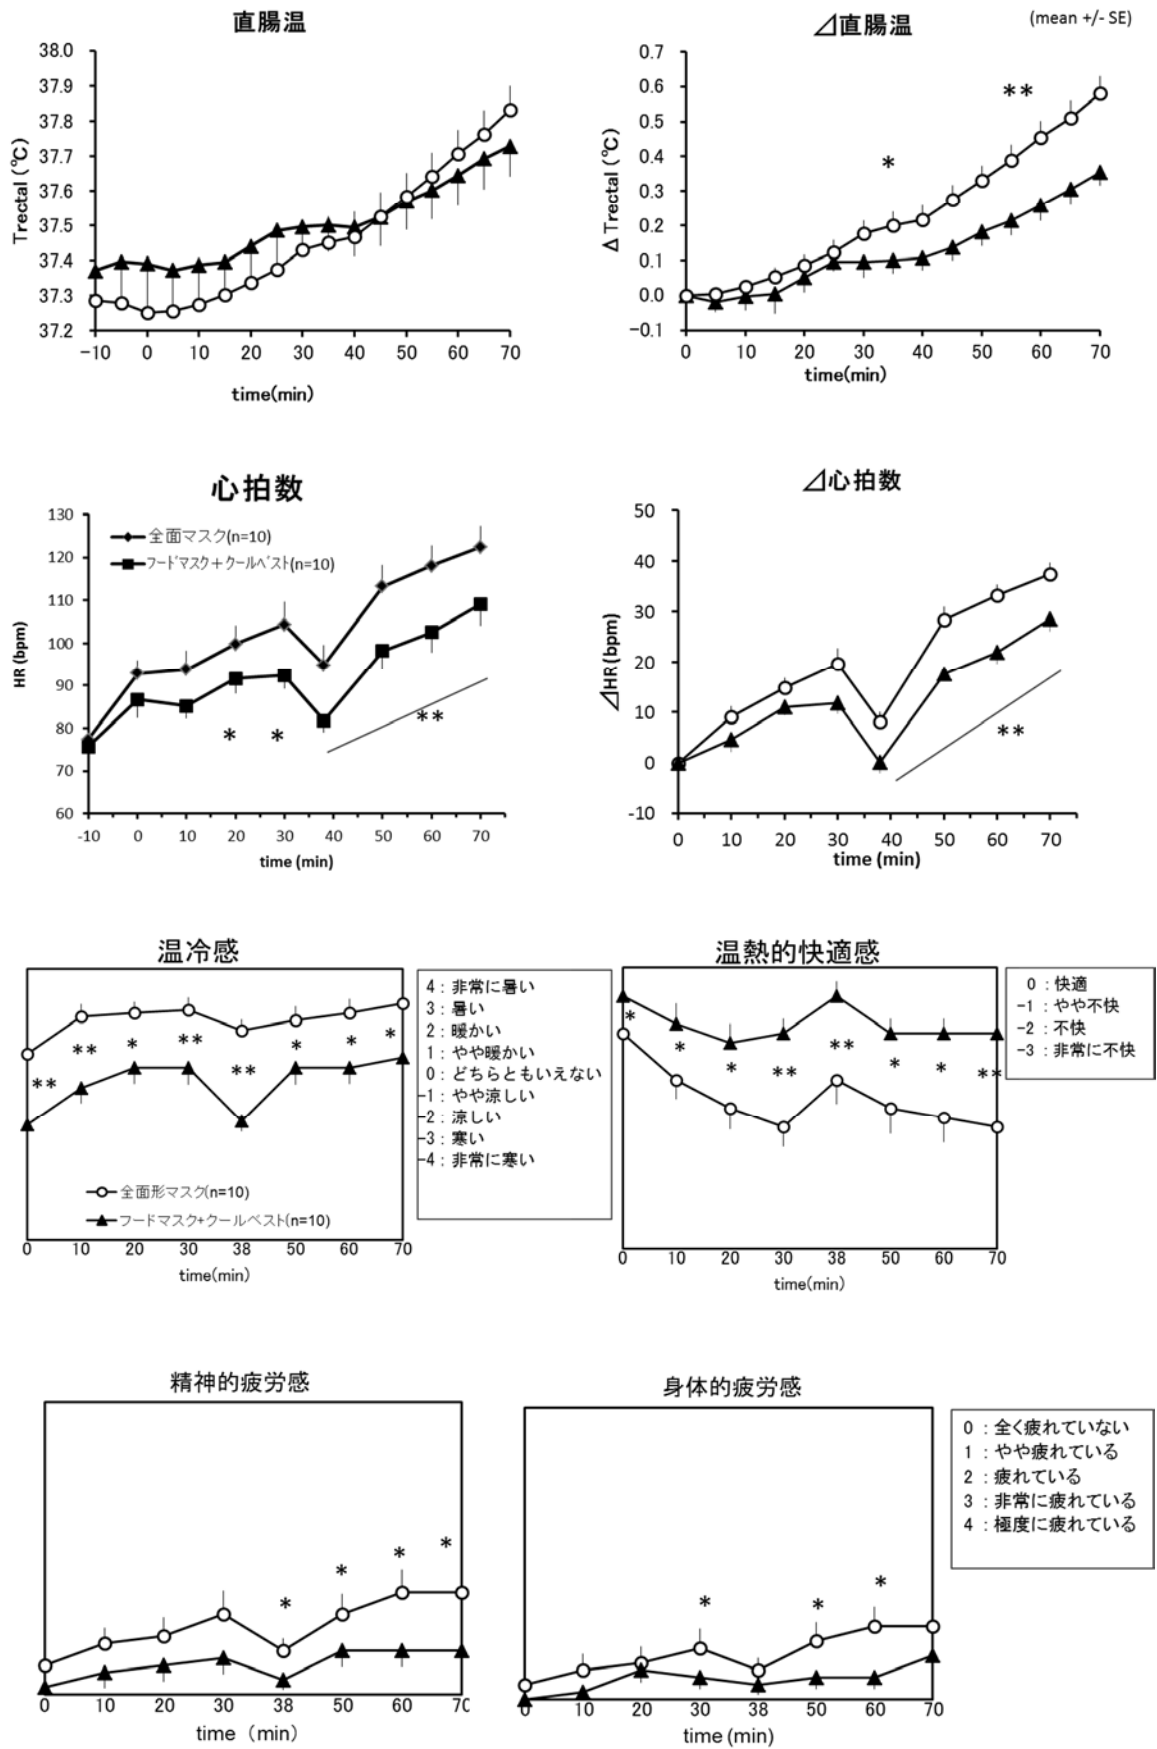 直腸温
⊿直腸温
(mean +/- SE)
Trectal (℃)
38.0
37.9
37.8
37.7
37.6
37.5
37.4
37.3
37.2
-10 0 10 20 30 40 50 60 70
time(min)
Δ Trectal (℃)
0.7
0.6
0.5
0.4
0.3
0.2
0.1
0.0
-0.1
*
**
0 10 20 30 40 50 60 70
time(min)
心拍数
HR (bpm)
130
120
110
100
90
80
70
60
全面マスク(n=10)
フードマスク+クールベスト(n=10)
* * **
-10 0 10 20 30 40 50 60 70
time (min)
⊿心拍数
⊿HR (bpm)
50
40
30
20
10
0
-10
**
0 10 20 30 40 50 60 70
time (min)
温冷感
** ** * ** ** * * *
全面形マスク(n=10)
フードマスク+クールベスト(n=10)
0 10 20 30 38 50 60 70
time(min)
4 : 非常に暑い
3 : 暑い
2 : 暖かい
1 : やや暖かい
0 : どちらともいえない
-1 : やや涼しい
-2 : 涼しい
-3 : 寒い
-4 : 非常に寒い
温熱的快適感
* * * ** ** * * **
0 10 20 30 38 50 60 70
time(min)
0 : 快適
-1 : やや不快
-2 : 不快
-3 : 非常に不快
精神的疲労感
* * * *
0 10 20 30 38 50 60 70
time (min)
身体的疲労感
* * *
0 10 20 30 38 50 60 70
time (min)
0 : 全く疲れていない
1 : やや疲れている
2 : 疲れている
3 : 非常に疲れている
4 : 極度に疲れている